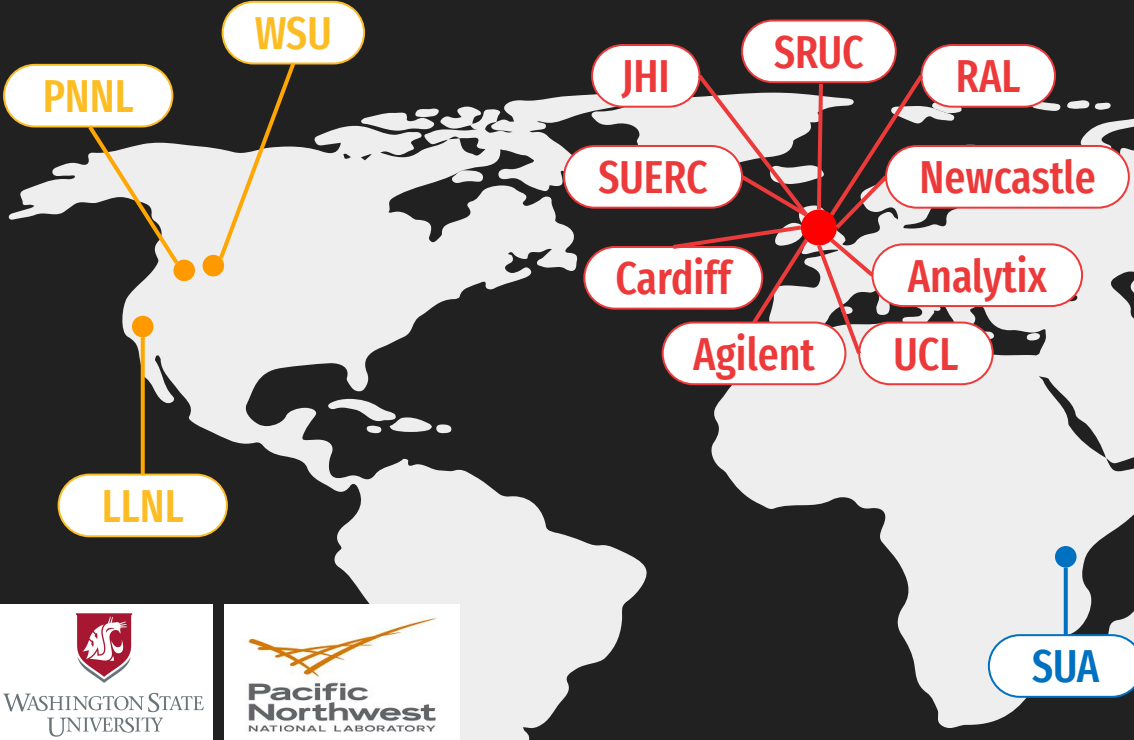 WSU
PNNL
SRUC
JHI
RAL
SUERC
Newcastle
Cardiff
Analytix
Agilent
UCL
LLNL
SUA
WASHINGTON STATE
UNIVERSITY
Pacific
Northwest
NATIONAL LABORATORY